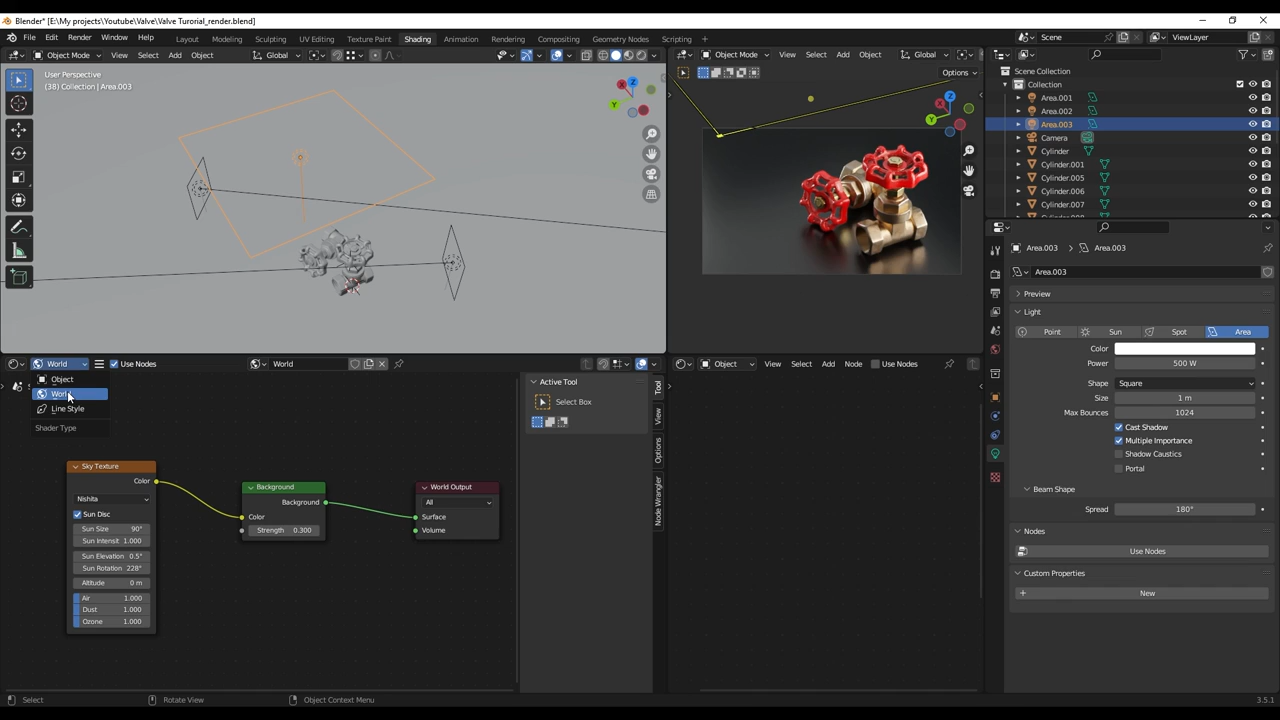 Blender* [E:\My projects\Youtube\Valve\Valve Turorial_render.blend]
File Edit Render Window Help Layout Modeling Sculpting UV Editing Texture Paint Shading Animation Rendering Compositing Geometry Nodes Scripting Scene ViewLayer
Object Mode View Select Add Object Global
Object Mode View Select Add Object Global
Options
User Perspective
(38) Collection | Area.003
Scene Collection
Collection
Area.001
Area.002
Area.003
Camera
Cylinder
Cylinder.001
Cylinder.005
Cylinder.006
Cylinder.007
X Y Z
X Y Z
Area.003 Area.003
Area.003
Preview
Light
Point Sun Spot Area
Color
Power 500 W
Shape Square
Size 1 m
Max Bounces 1024
Cast Shadow
Multiple Importance
Shadow Caustics
Portal
Beam Shape
Spread 180°
Nodes
Use Nodes
Custom Properties
New
World Use Nodes World
Object
World
Line Style
Shader Type
Active Tool
Select Box
Tool
View
Options
Node Wrangler
Object View Select Add Node Use Nodes
Sky Texture
Color
Nishita
Sun Disc
Sun Size 90°
Sun Intensit 1.000
Sun Elevation 0.5°
Sun Rotation 228°
Altitude 0 m
Air 1.000
Dust 1.000
Ozone 1.000
Background
Background
Color
Strength 0.300
World Output
All
Surface
Volume
Select Rotate View Object Context Menu 3.5.1